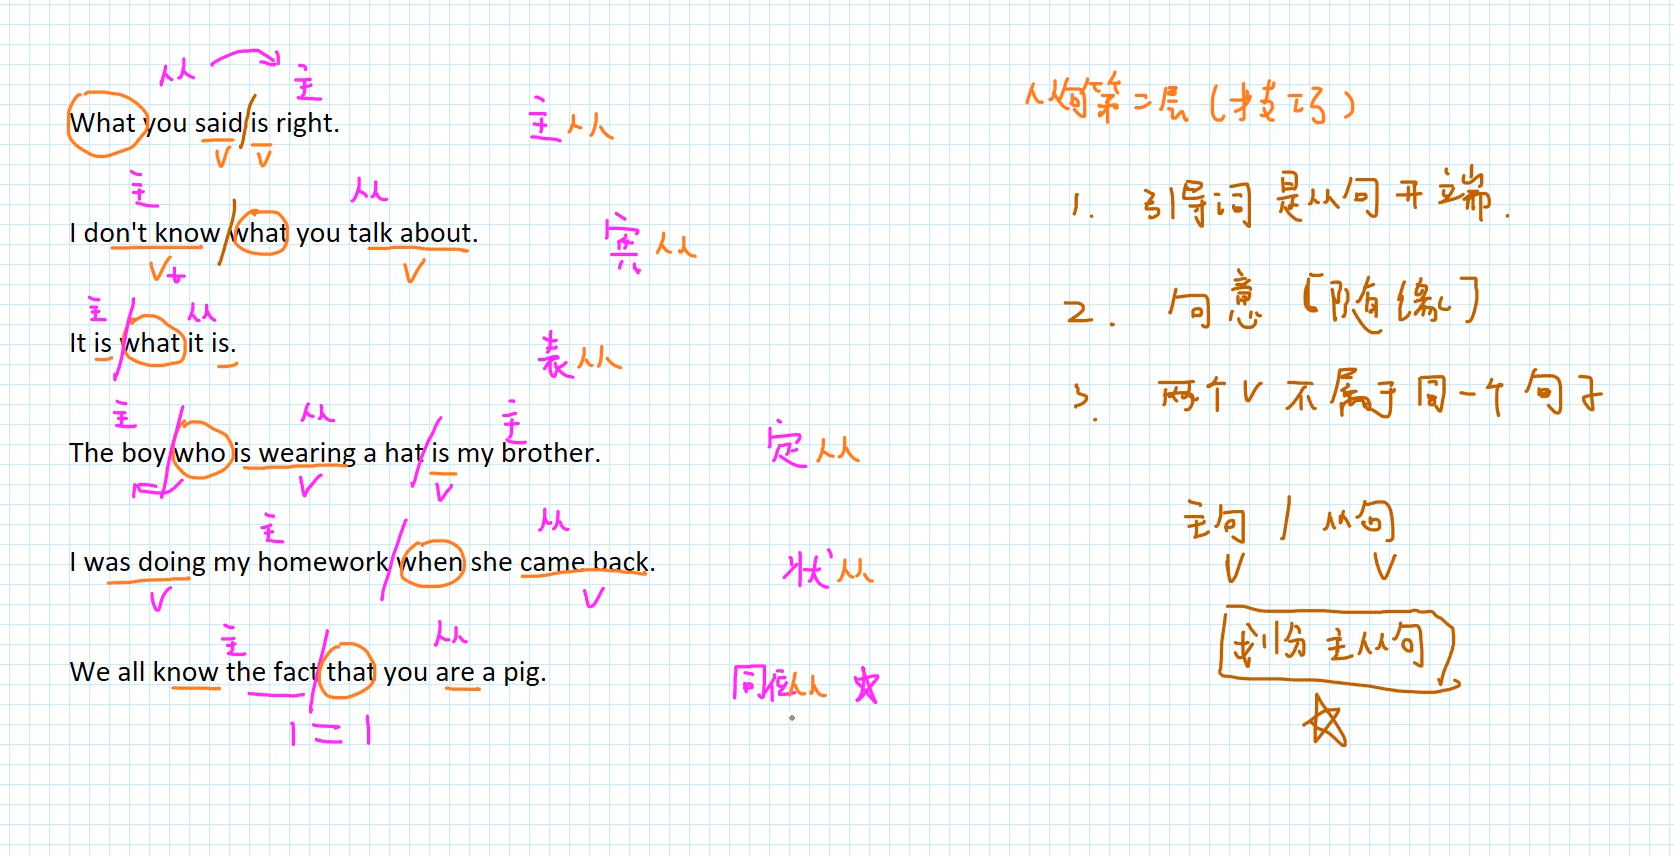 从 主
What you said is right. 主从
V V
主 从
I don't know what you talk about. 宾从
V V
主 从
It is what it is. 表从
主 从 主
The boy who is wearing a hat is my brother. 定从
V V
主 从
I was doing my homework when she came back. 状从
V V
主 从
We all know the fact that you are a pig. 同位从
1 = 1
从句第二层(技巧)
1. 引导词是从句开端.
2. 句意 [随缘]
3. 两个V不属于同一个句子
主句 / 从句
V V
划分主从句